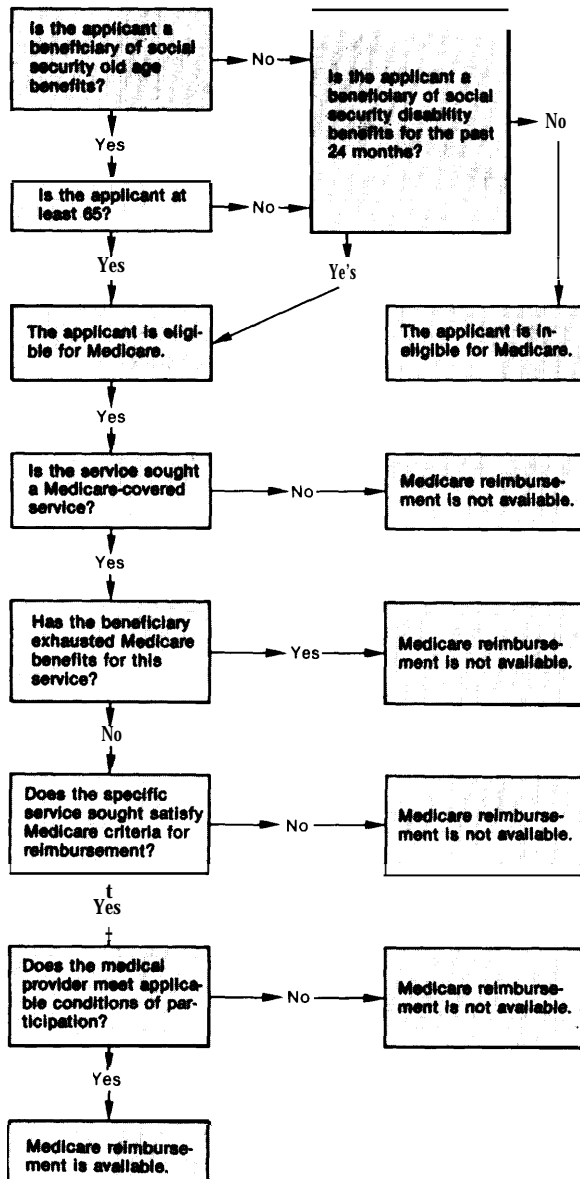 Is the applicant a
beneficiary of social
security old age
benefits?
No
Is the applicant a
beneficiary of social
security disability
benefits for the past
24 months?
No
Yes
Is the applicant at
least 65?
No
Yes
Ye's
The applicant is eligi-
ble for Medicare.
The applicant is in-
eligible for Medicare.
Yes
Is the service sought
a Medicare-covered
service?
No
Medicare reimburse-
ment is not available.
Yes
Has the beneficiary
exhausted Medicare
benefits for this
service?
Yes
Medicare reimburse-
ment is not available.
No
Does the specific
service sought satisfy
Medicare criteria for
reimbursement?
No
Medicare reimburse-
ment is not available.
t
Yes
Does the medical
provider meet applica-
ble conditions of par-
ticipation?
No
Medicare reimburse-
ment is not available.
Yes
Medicare reimburse-
ment is available.